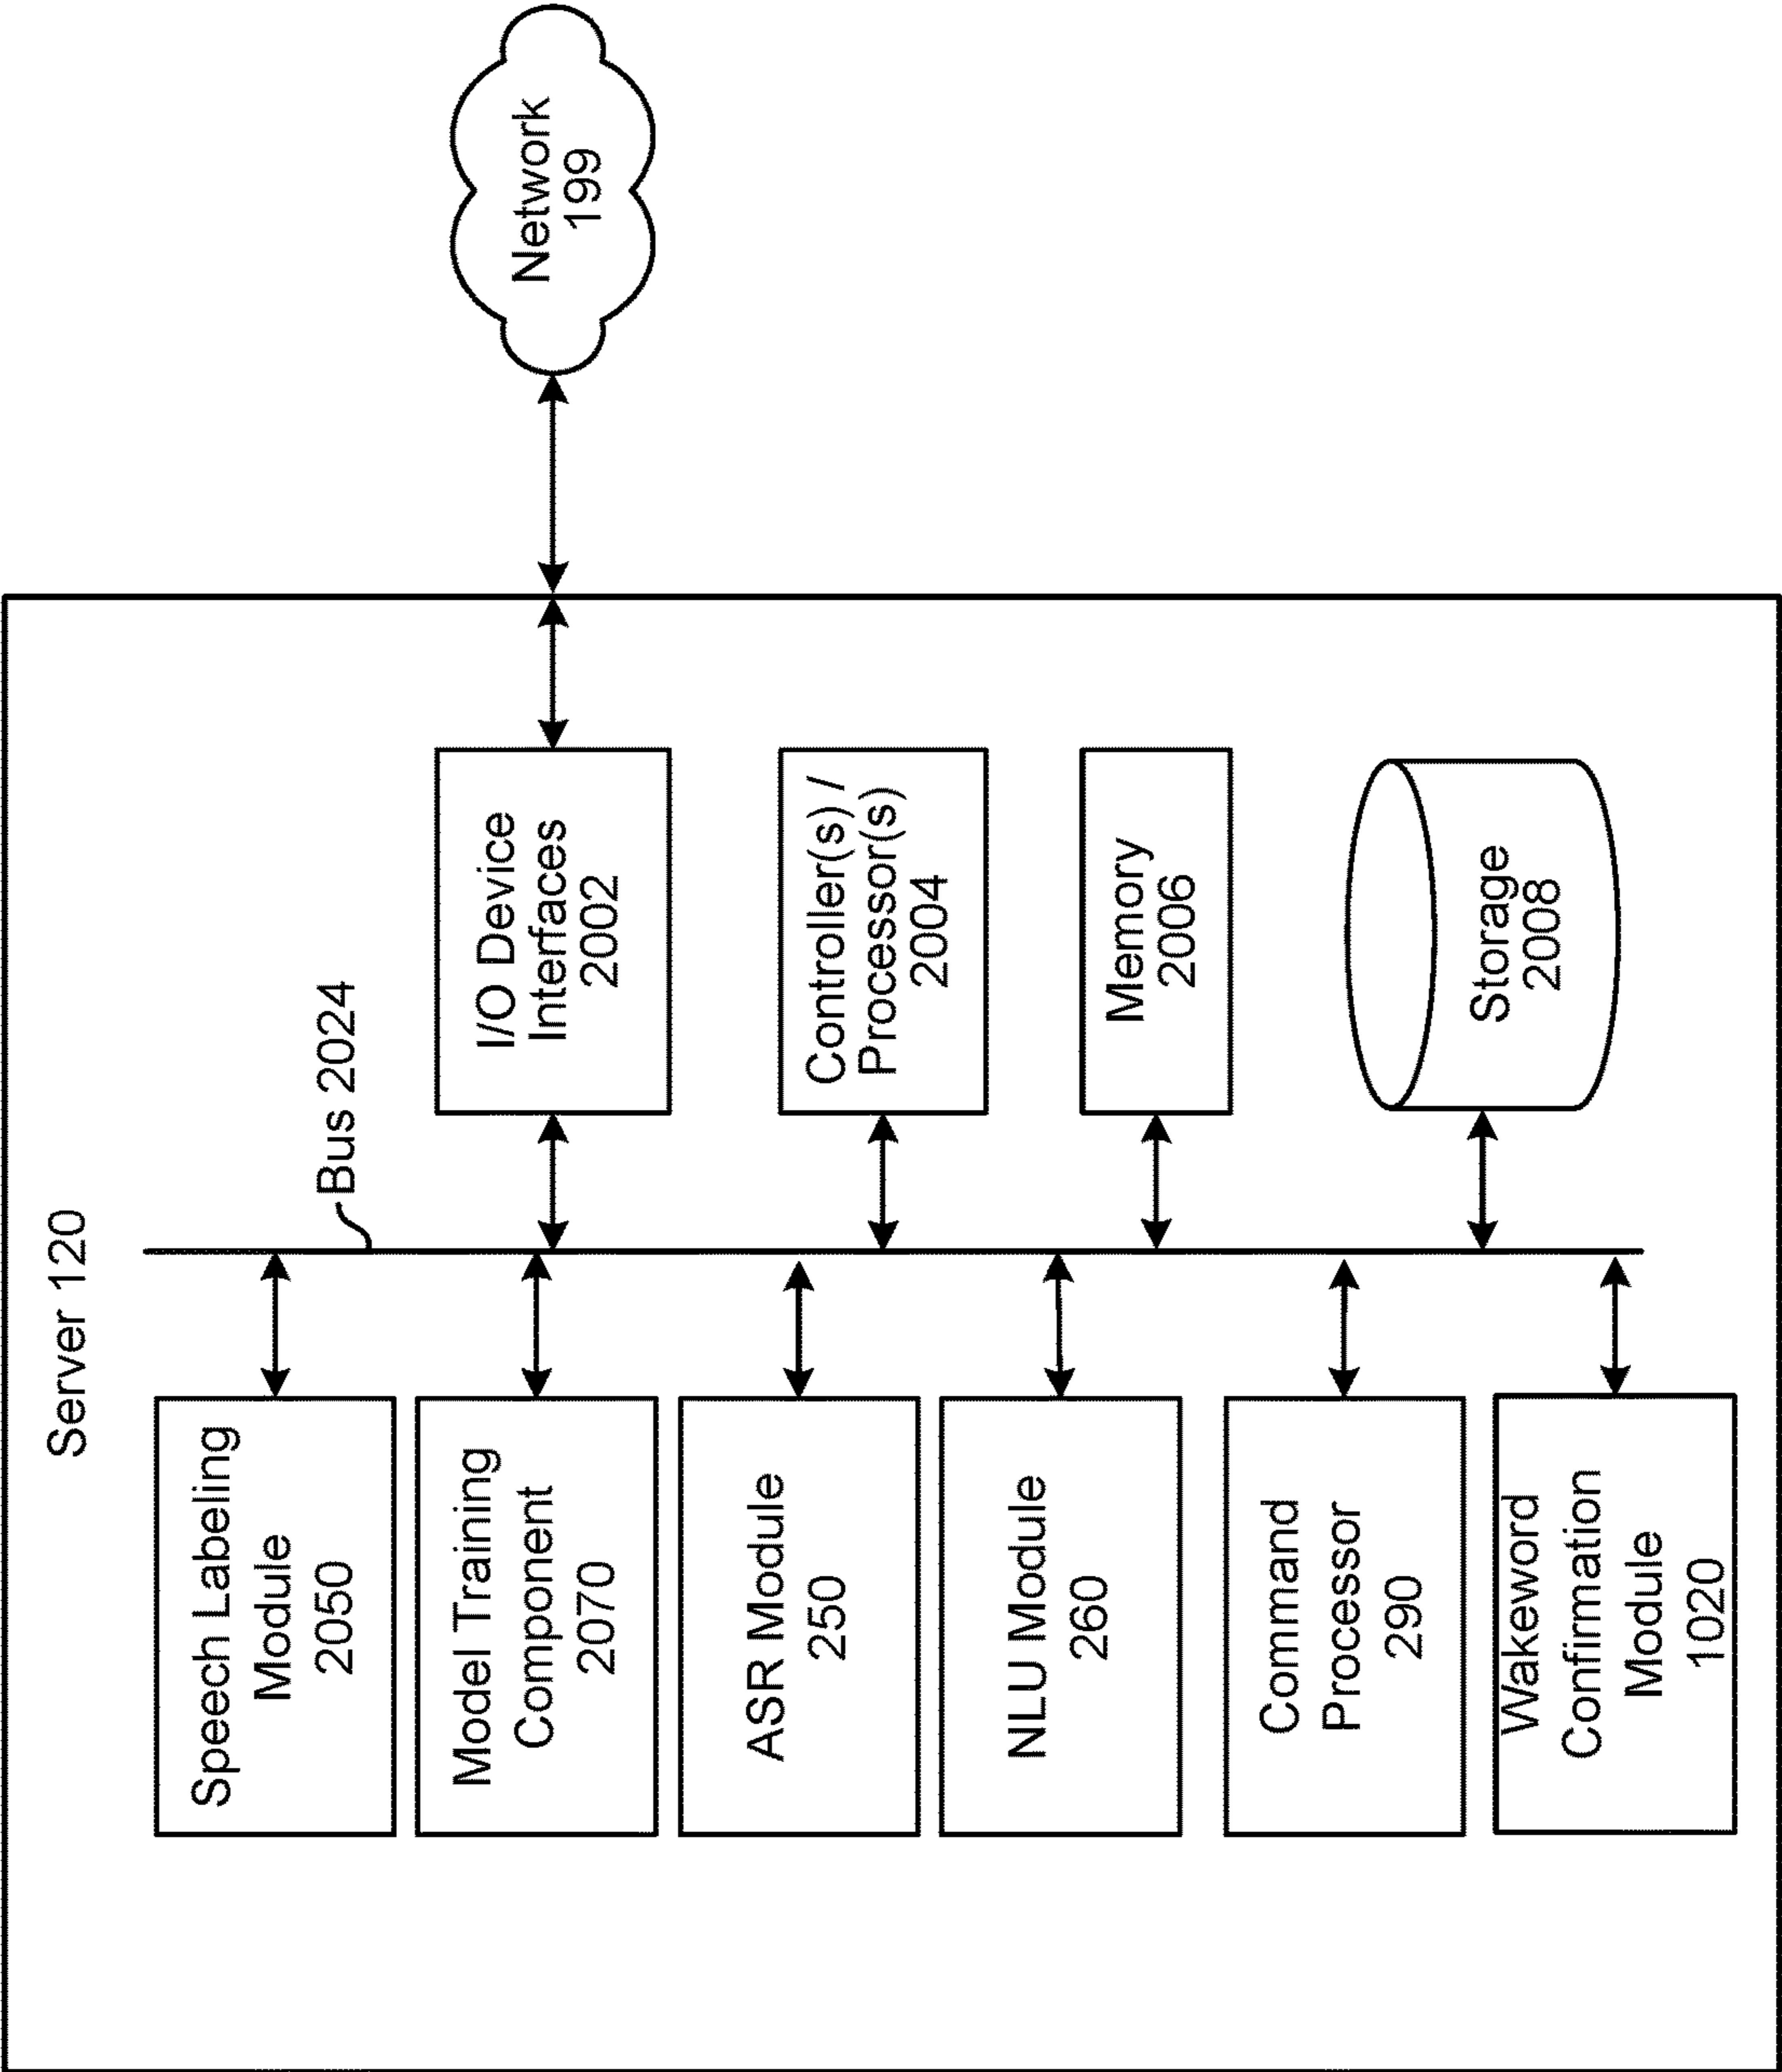 Server 120
Bus 2024
Speech Labeling
Module
2050
Model Training
Component
2070
ASR Module
250
NLU Module
260
Command
Processor
290
Wakeword
Confirmation
Module
1020
I/O Device
Interfaces
2002
Controller(s) /
Processor(s)
2004
Memory
2006
Storage
2008
Network
199